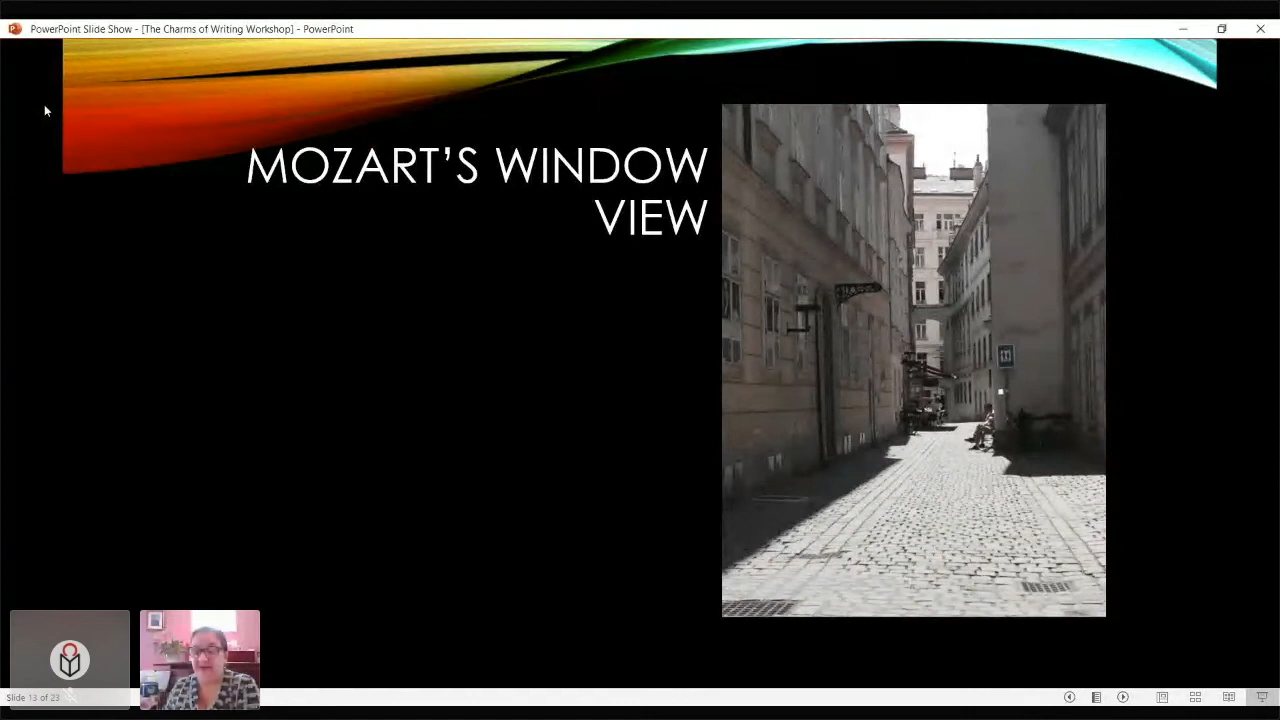 PowerPoint Slide Show - [The Charms of Writing Workshop] - PowerPoint
MOZART’S WINDOW
VIEW
Slide 13 of 23